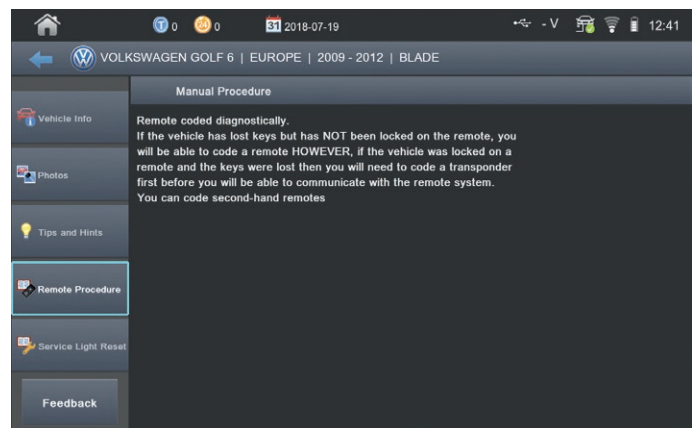 0 0 31 2018-07-19 - V 12:41
VOLKSWAGEN GOLF 6 | EUROPE | 2009 - 2012 | BLADE
Manual Procedure
Vehicle Info
Photos
Tips and Hints
Remote Procedure
Service Light Reset
Feedback
Remote coded diagnostically.
If the vehicle has lost keys but has NOT been locked on the remote, you
will be able to code a remote HOWEVER, if the vehicle was locked on a
remote and the keys were lost then you will need to code a transponder
first before you will be able to communicate with the remote system.
You can code second-hand remotes